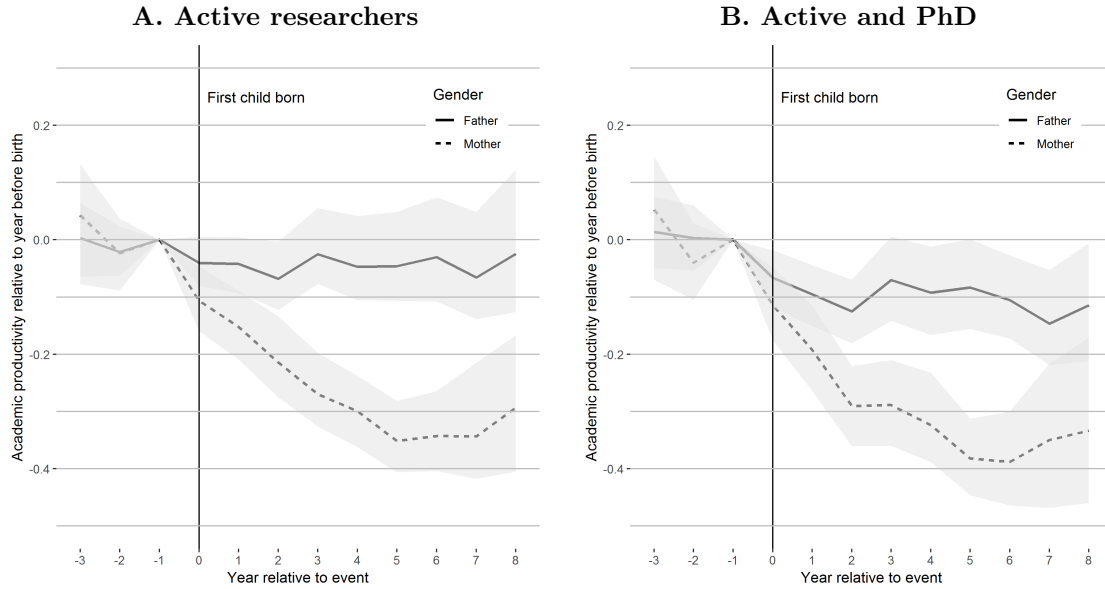 A. Active researchers
Academic productivity relative to year before birth
0.2
0.0
-0.2
-0.4
First child born
Gender
Father
Mother
-3 -2 -1 0 1 2 3 4 5 6 7 8
Year relative to event
B. Active and PhD
Academic productivity relative to year before birth
0.2
0.0
-0.2
-0.4
First child born
Gender
Father
Mother
-3 -2 -1 0 1 2 3 4 5 6 7 8
Year relative to event